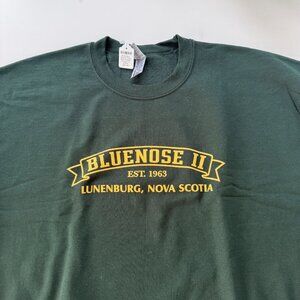 BLUENOSE II
EST. 1963
LUNENBURG, NOVA SCOTIA